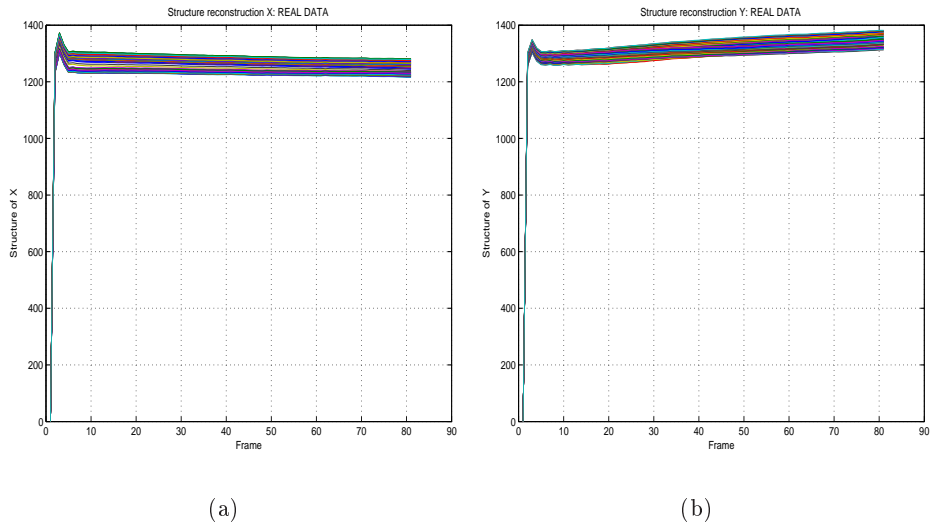 Structure reconstruction X: REAL DATA
1400
1200
1000
800
600
400
200
0
Structure of X
0 10 20 30 40 50 60 70 80 90
Frame
(a)
Structure reconstruction Y: REAL DATA
1400
1200
1000
800
600
400
200
0
Structure of Y
0 10 20 30 40 50 60 70 80 90
Frame
(b)